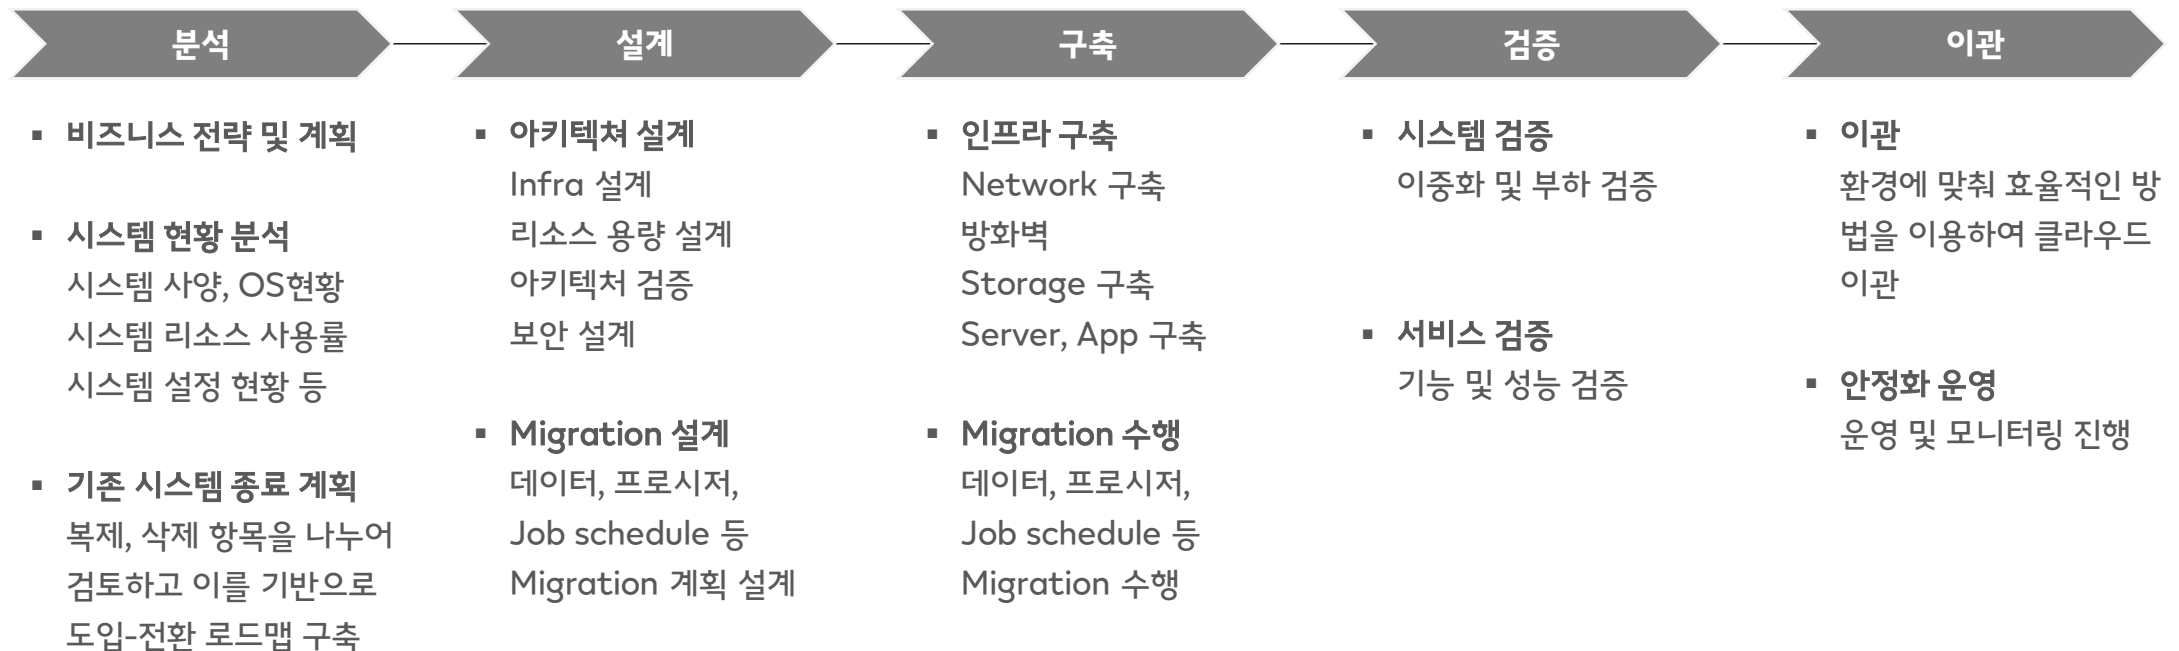 분석
설계
구축
검증
이관
▪ 비즈니스 전략 및 계획
▪ 시스템 현황 분석
시스템 사양, OS현황
시스템 리소스 사용률
시스템 설정 현황 등
▪ 기존 시스템 종료 계획
복제, 삭제 항목을 나누어
검토하고 이를 기반으로
도입-전환 로드맵 구축
▪ 아키텍쳐 설계
Infra 설계
리소스 용량 설계
아키텍처 검증
보안 설계
▪ Migration 설계
데이터, 프로시저,
Job schedule 등
Migration 계획 설계
▪ 인프라 구축
Network 구축
방화벽
Storage 구축
Server, App 구축
▪ Migration 수행
데이터, 프로시저,
Job schedule 등
Migration 수행
▪ 시스템 검증
이중화 및 부하 검증
▪ 서비스 검증
기능 및 성능 검증
▪ 이관
환경에 맞춰 효율적인 방
법을 이용하여 클라우드
이관
▪ 안정화 운영
운영 및 모니터링 진행